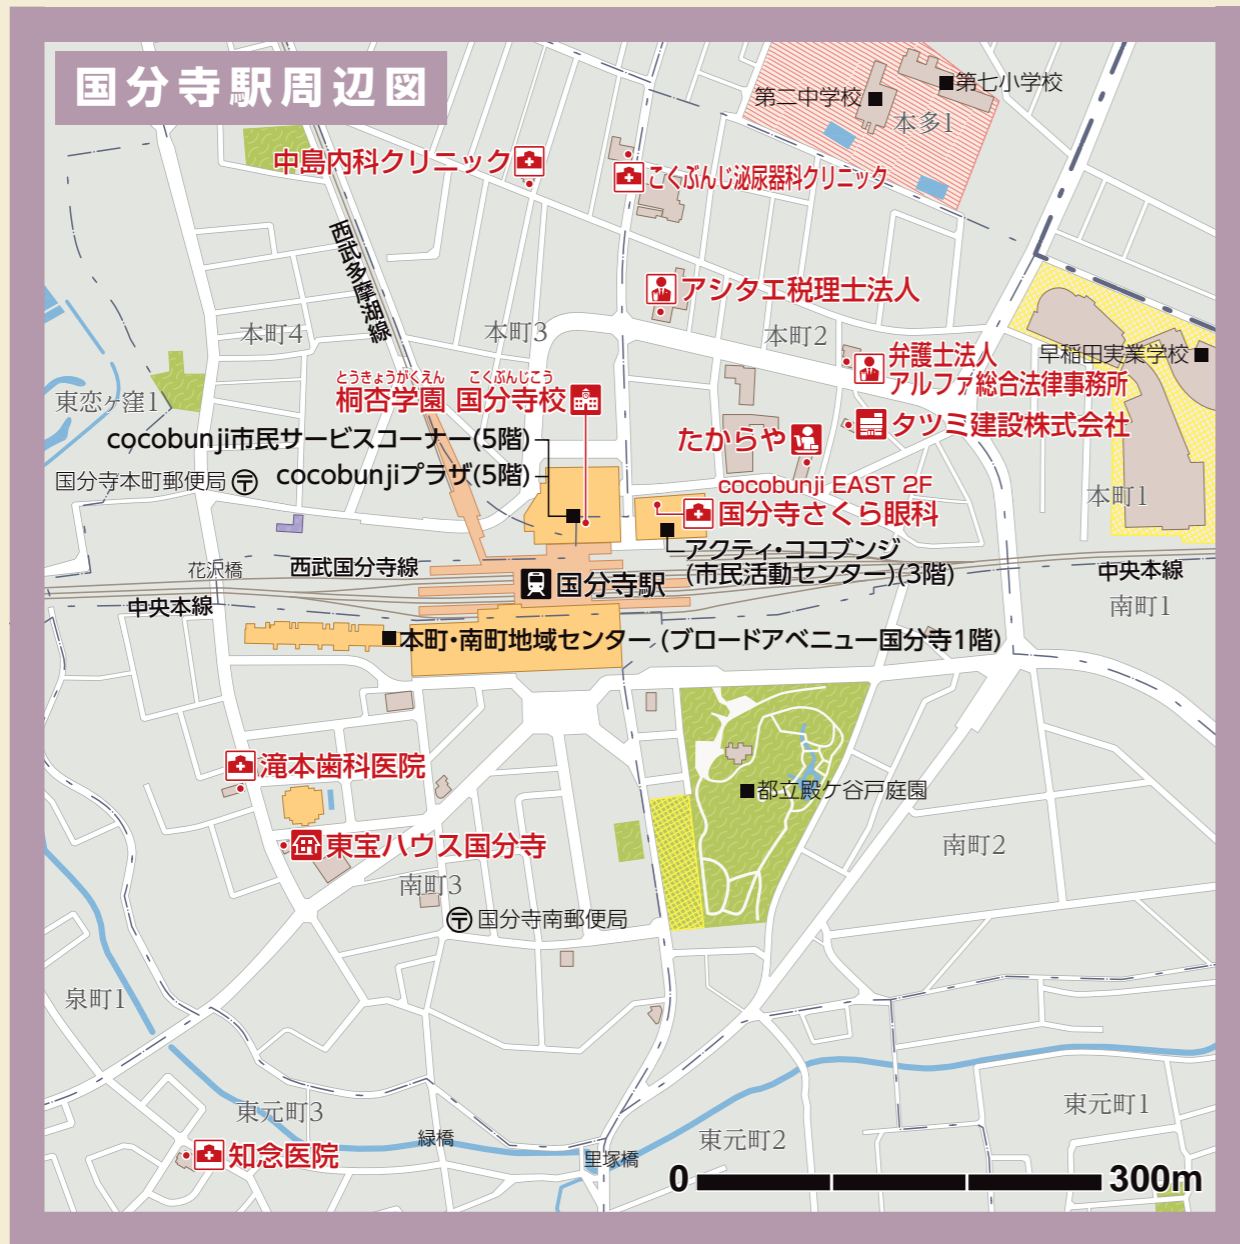 国分寺駅周辺図
第七小学校
第二中学校
本多1
中島内科クリニック
こくぶんじ泌尿器科クリニック
西武多摩湖線
アシタエ税理士法人
本町4
本町3
本町2
弁護士法人
アルファ総合法律事務所
早稲田実業学校
とうきょうがくえん こくぶんじこう
桐杏学園 国分寺校
東恋ヶ窪1
タツミ建設株式会社
たからや
cocobunji市民サービスコーナー(5階)
cocobunjiプラザ(5階)
国分寺本町郵便局
cocobunji EAST 2F
国分寺さくら眼科
本町1
アクティ・ココブンジ
(市民活動センター)(3階)
花沢橋
西武国分寺線
国分寺駅
中央本線
中央本線
南町1
本町・南町地域センター (ブロードアベニュー国分寺1階)
滝本歯科医院
都立殿ケ谷戸庭園
東宝ハウス国分寺
南町2
南町3
国分寺南郵便局
泉町1
東元町3
東元町1
緑橋
東元町2
知念医院
里塚橋
0 300m